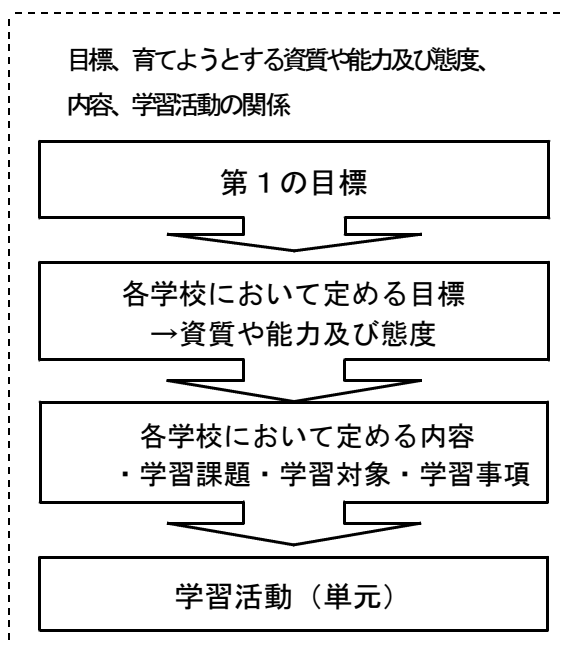 目標、育てようとする資質や能力及び態度、
内容、学習活動の関係
第１の目標
各学校において定める目標
→資質や能力及び態度
各学校において定める内容
・学習課題・学習対象・学習事項
学習活動（単元）